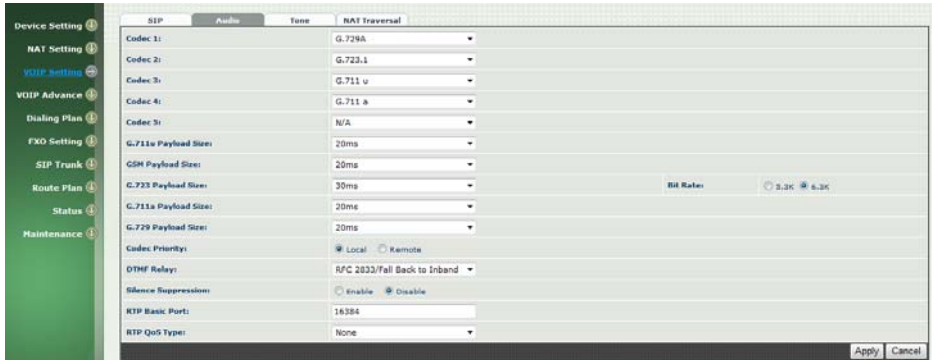 Device Setting
NAT Setting
VOIP Setting
VOIP Advance
Dialing Plan
FXO Setting
SIP Trunk
Route Plan
Status
Maintenance
SIP Audio Tone NAT Traversal
Codec 1: G.729A
Codec 2: G.723.1
Codec 3: G.711 u
Codec 4: G.711 a
Codec 5: N/A
G.711u Payload Size: 20ms
GSM Payload Size: 20ms
G.723 Payload Size: 30ms Bit Rate: 5.3K 6.3K
G.711a Payload Size: 20ms
G.729 Payload Size: 20ms
Codec Priority: Local Remote
DTMF Relay: RFC 2833/Fall Back to Inband
Silence Suppression: Enable Disable
RTP Basic Port: 16384
RTP QoS Type: None
Apply Cancel